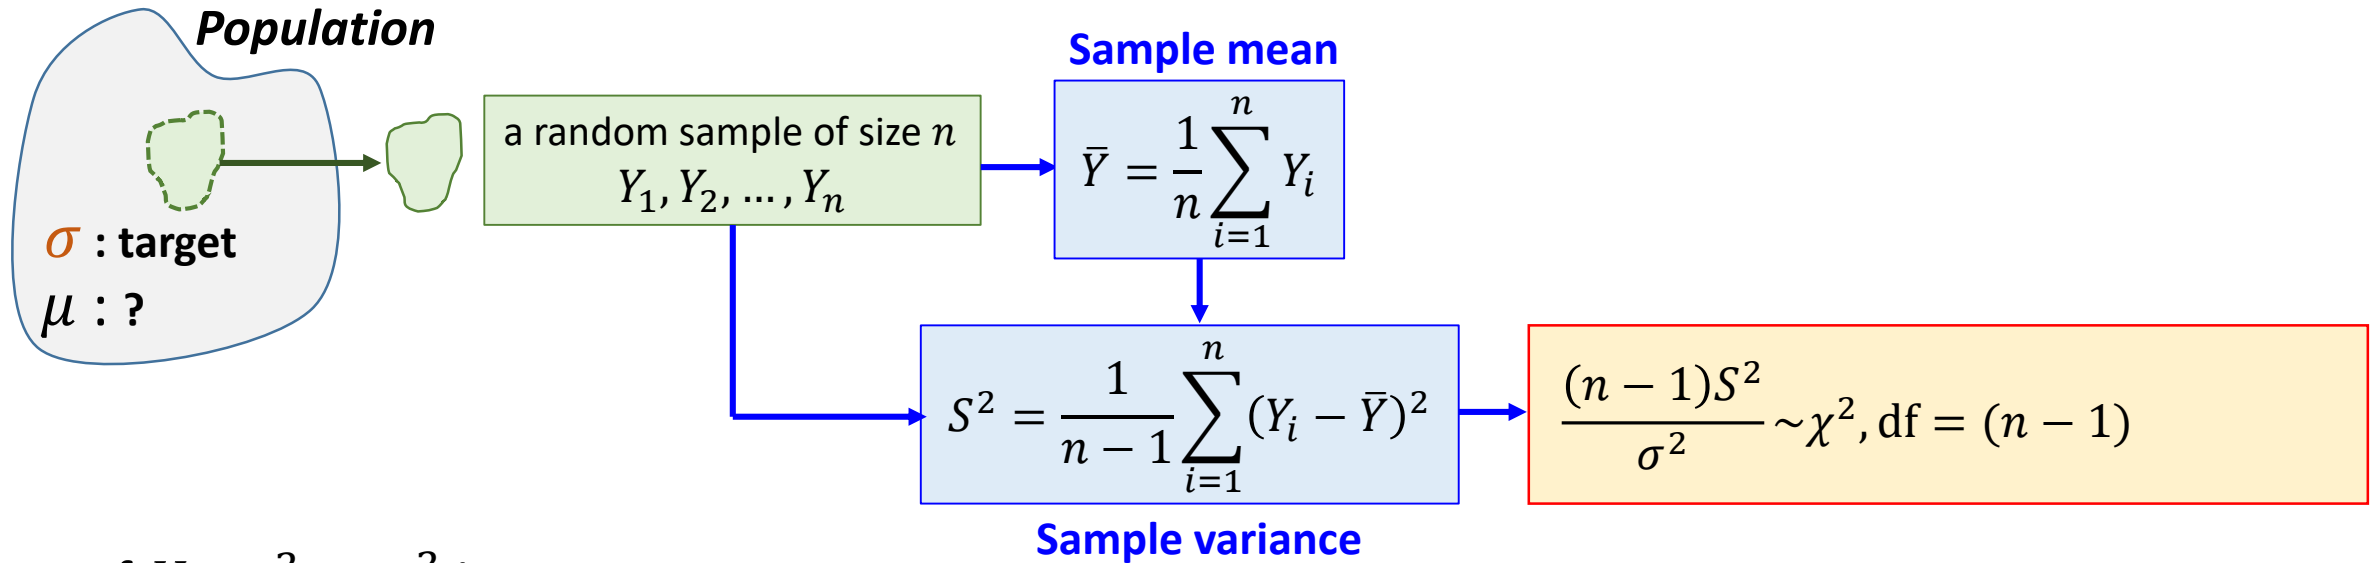 Population
σ : target
μ : ?
a random sample of size n
Y₁, Y₂, … , Yₙ
Sample mean
Ȳ = 1/n ∑ᵢ₌₁ⁿ Yᵢ
S² = 1/(n − 1) ∑ᵢ₌₁ⁿ (Yᵢ − Ȳ)²
Sample variance
(n − 1)S²/σ² ~χ², df = (n − 1)